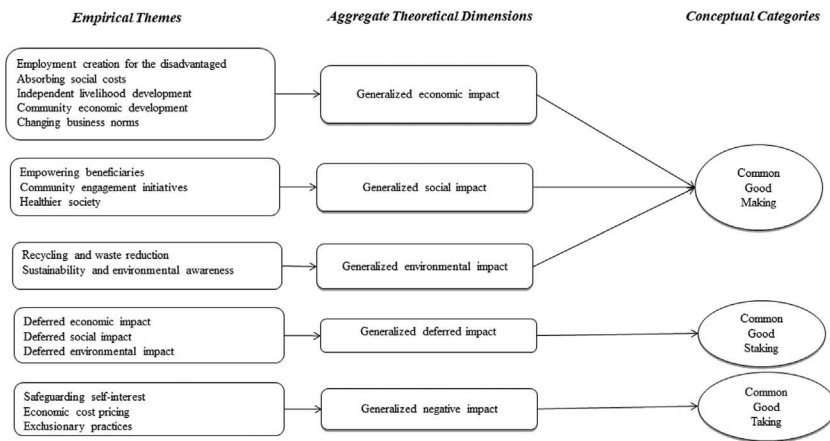 Empirical Themes
Aggregate Theoretical Dimensions
Conceptual Categories
Employment creation for the disadvantaged
Absorbing social costs
Independent livelihood development
Community economic development
Changing business norms
Generalized economic impact
Empowering beneficiaries
Community engagement initiatives
Healthier society
Generalized social impact
Common
Good
Making
Recycling and waste reduction
Sustainability and environmental awareness
Generalized environmental impact
Deferred economic impact
Deferred social impact
Deferred environmental impact
Generalized deferred impact
Common
Good
Staking
Safeguarding self-interest
Economic cost pricing
Exclusionary practices
Generalized negative impact
Common
Good
Taking